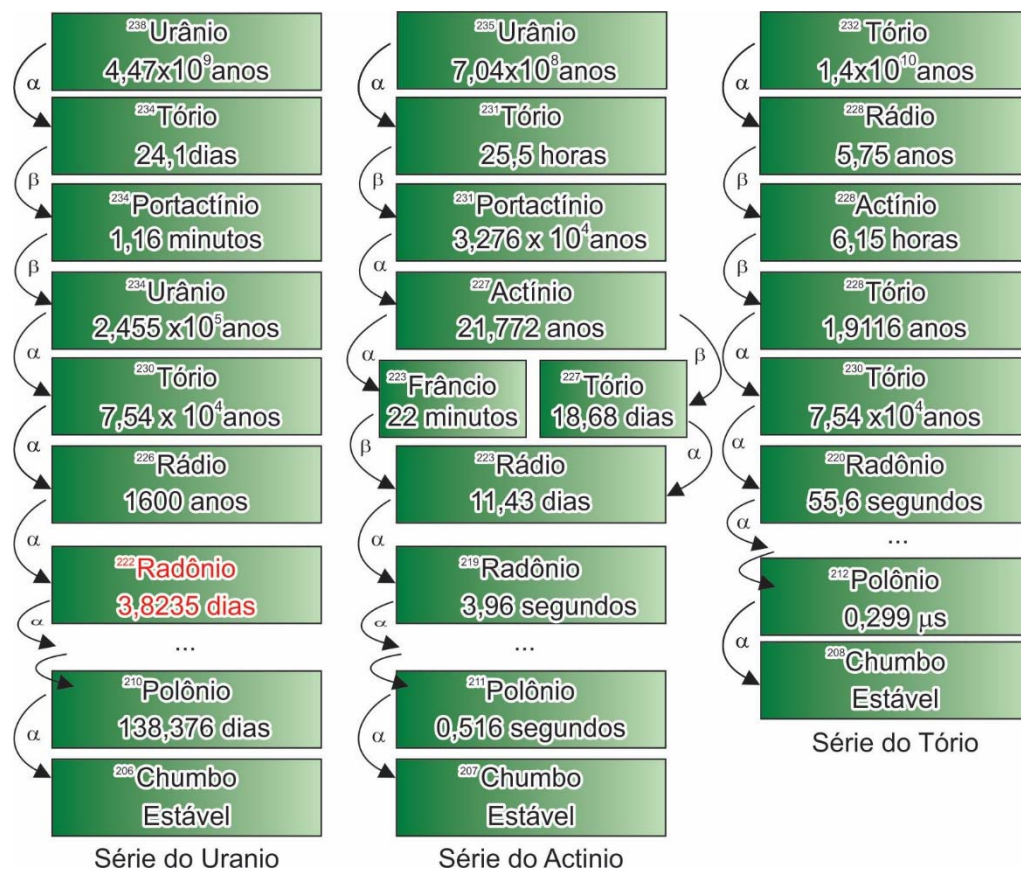 ²³⁸Urânio
4,47x10⁹anos
α
²³⁴Tório
24,1dias
β
²³⁴Portactínio
1,16 minutos
β
²³⁴Urânio
2,455 x10⁵anos
α
²³⁰Tório
7,54 x 10⁴anos
α
²²⁶Rádio
1600 anos
α
²²²Radônio
3,8235 dias
α
...
²¹⁰Polônio
138,376 dias
α
²⁰⁶Chumbo
Estável
Série do Uranio
²³⁵Urânio
7,04x10⁸anos
α
²³¹Tório
25,5 horas
β
²³¹Portactínio
3,276 x 10⁴anos
α
²²⁷Actínio
21,772 anos
α
β
²²³Frâncio
22 minutos
²²⁷Tório
18,68 dias
β
α
²²³Rádio
11,43 dias
α
²¹⁹Radônio
3,96 segundos
α
...
²¹¹Polônio
0,516 segundos
α
²⁰⁷Chumbo
Estável
Série do Actinio
²³²Tório
1,4x10¹⁰anos
α
²²⁸Rádio
5,75 anos
β
²²⁸Actínio
6,15 horas
β
²²⁸Tório
1,9116 anos
α
²³⁰Tório
7,54 x10⁴anos
α
²²⁰Radônio
55,6 segundos
α
...
²¹²Polônio
0,299 μs
α
²⁰⁸Chumbo
Estável
Série do Tório